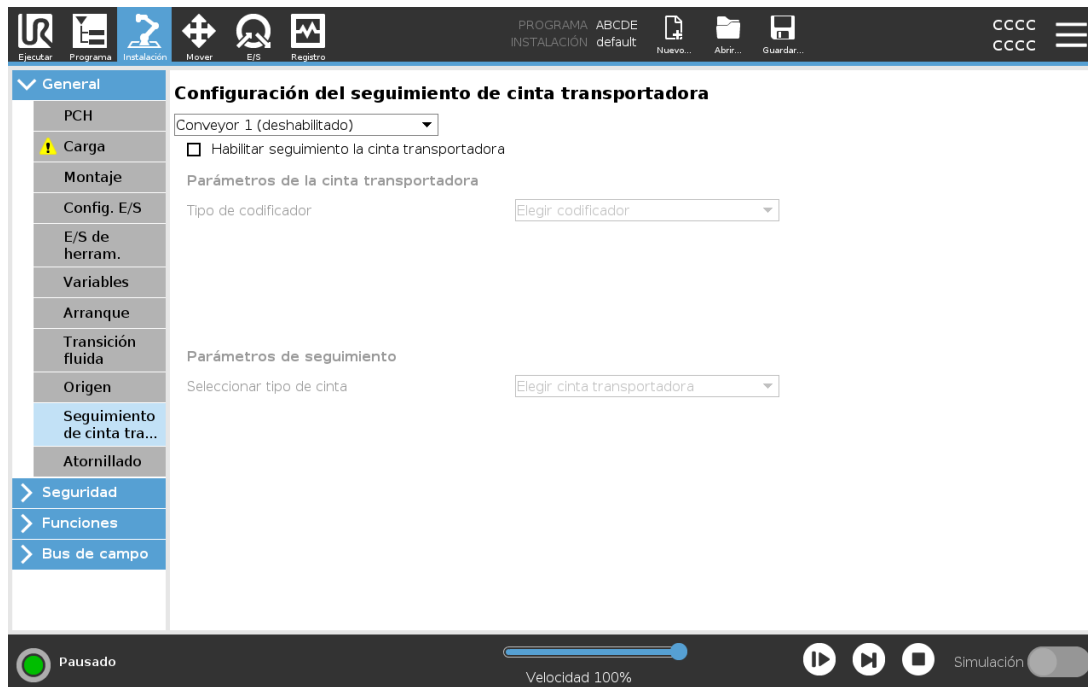 PROGRAMA ABCDE
INSTALACIÓN default
Ejecutar
Programa
Instalación
Mover
E/S
Registro
Nuevo...
Abrir...
Guardar...
cccc
cccc
General
PCH
Carga
Montaje
Config. E/S
E/S de
herram.
Variables
Arranque
Transición
fluida
Origen
Seguimiento
de cinta tra...
Atornillado
Seguridad
Funciones
Bus de campo
Configuración del seguimiento de cinta transportadora
Conveyor 1 (deshabilitado)
Habilitar seguimiento la cinta transportadora
Parámetros de la cinta transportadora
Tipo de codificador
Elegir codificador
Parámetros de seguimiento
Seleccionar tipo de cinta
Elegir cinta transportadora
Pausado
Velocidad 100%
Simulación